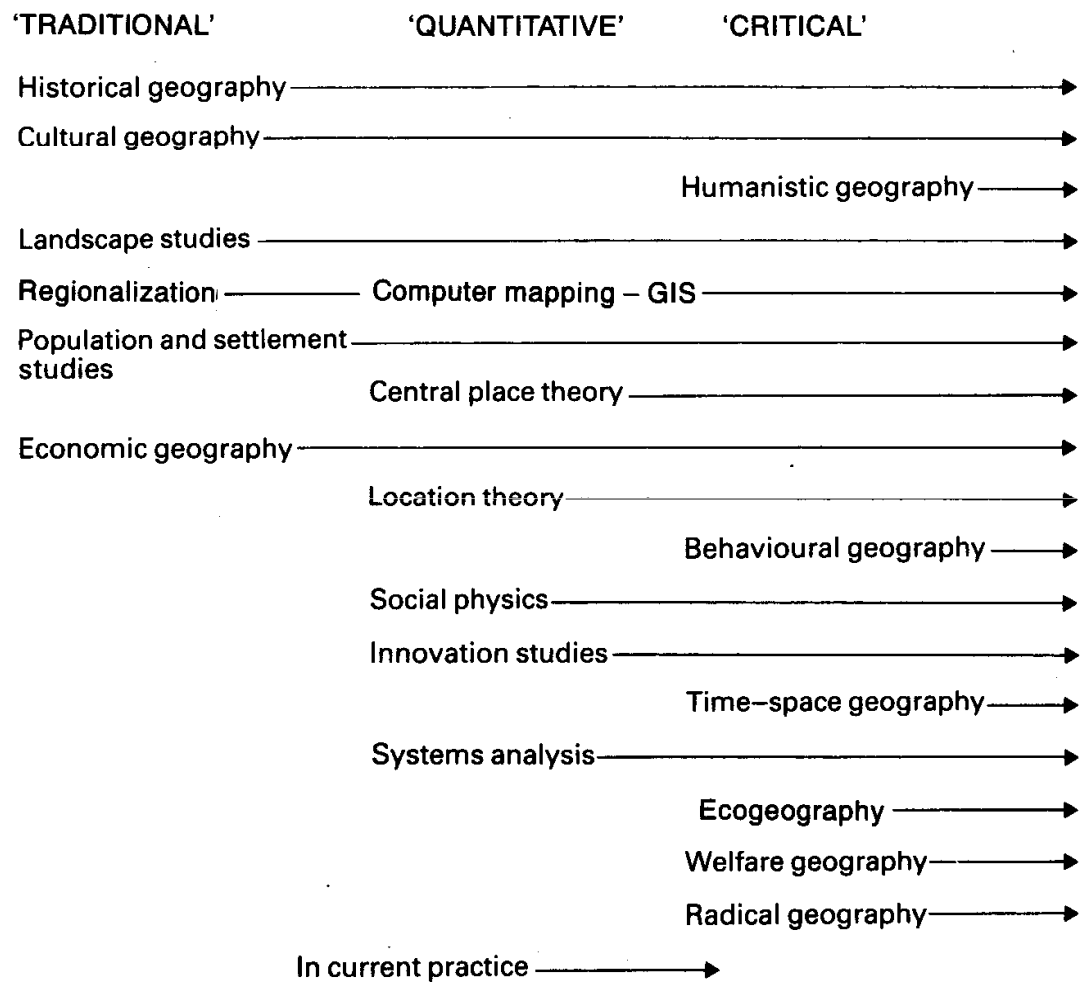 'TRADITIONAL' 'QUANTITATIVE' 'CRITICAL'
Historical geography
Cultural geography
Humanistic geography
Landscape studies
Regionalization Computer mapping – GIS
Population and settlement
studies
Central place theory
Economic geography
Location theory
Behavioural geography
Social physics
Innovation studies
Time–space geography
Systems analysis
Ecogeography
Welfare geography
Radical geography
In current practice